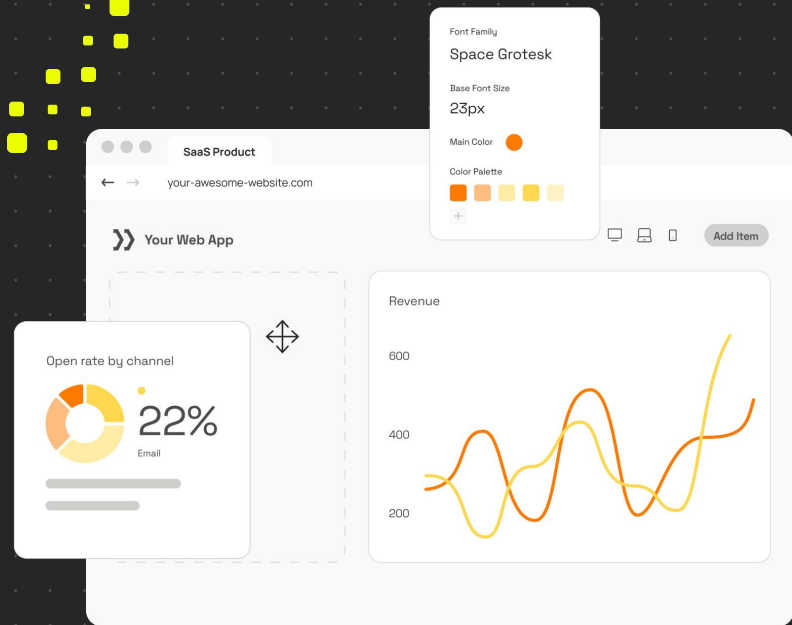 Font Family
Space Grotesk
Base Font Size
23px
Main Color
Color Palette
+
SaaS Product
your-awesome-website.com
Your Web App
Add Item
Open rate by channel
22%
Email
Revenue
600
400
200